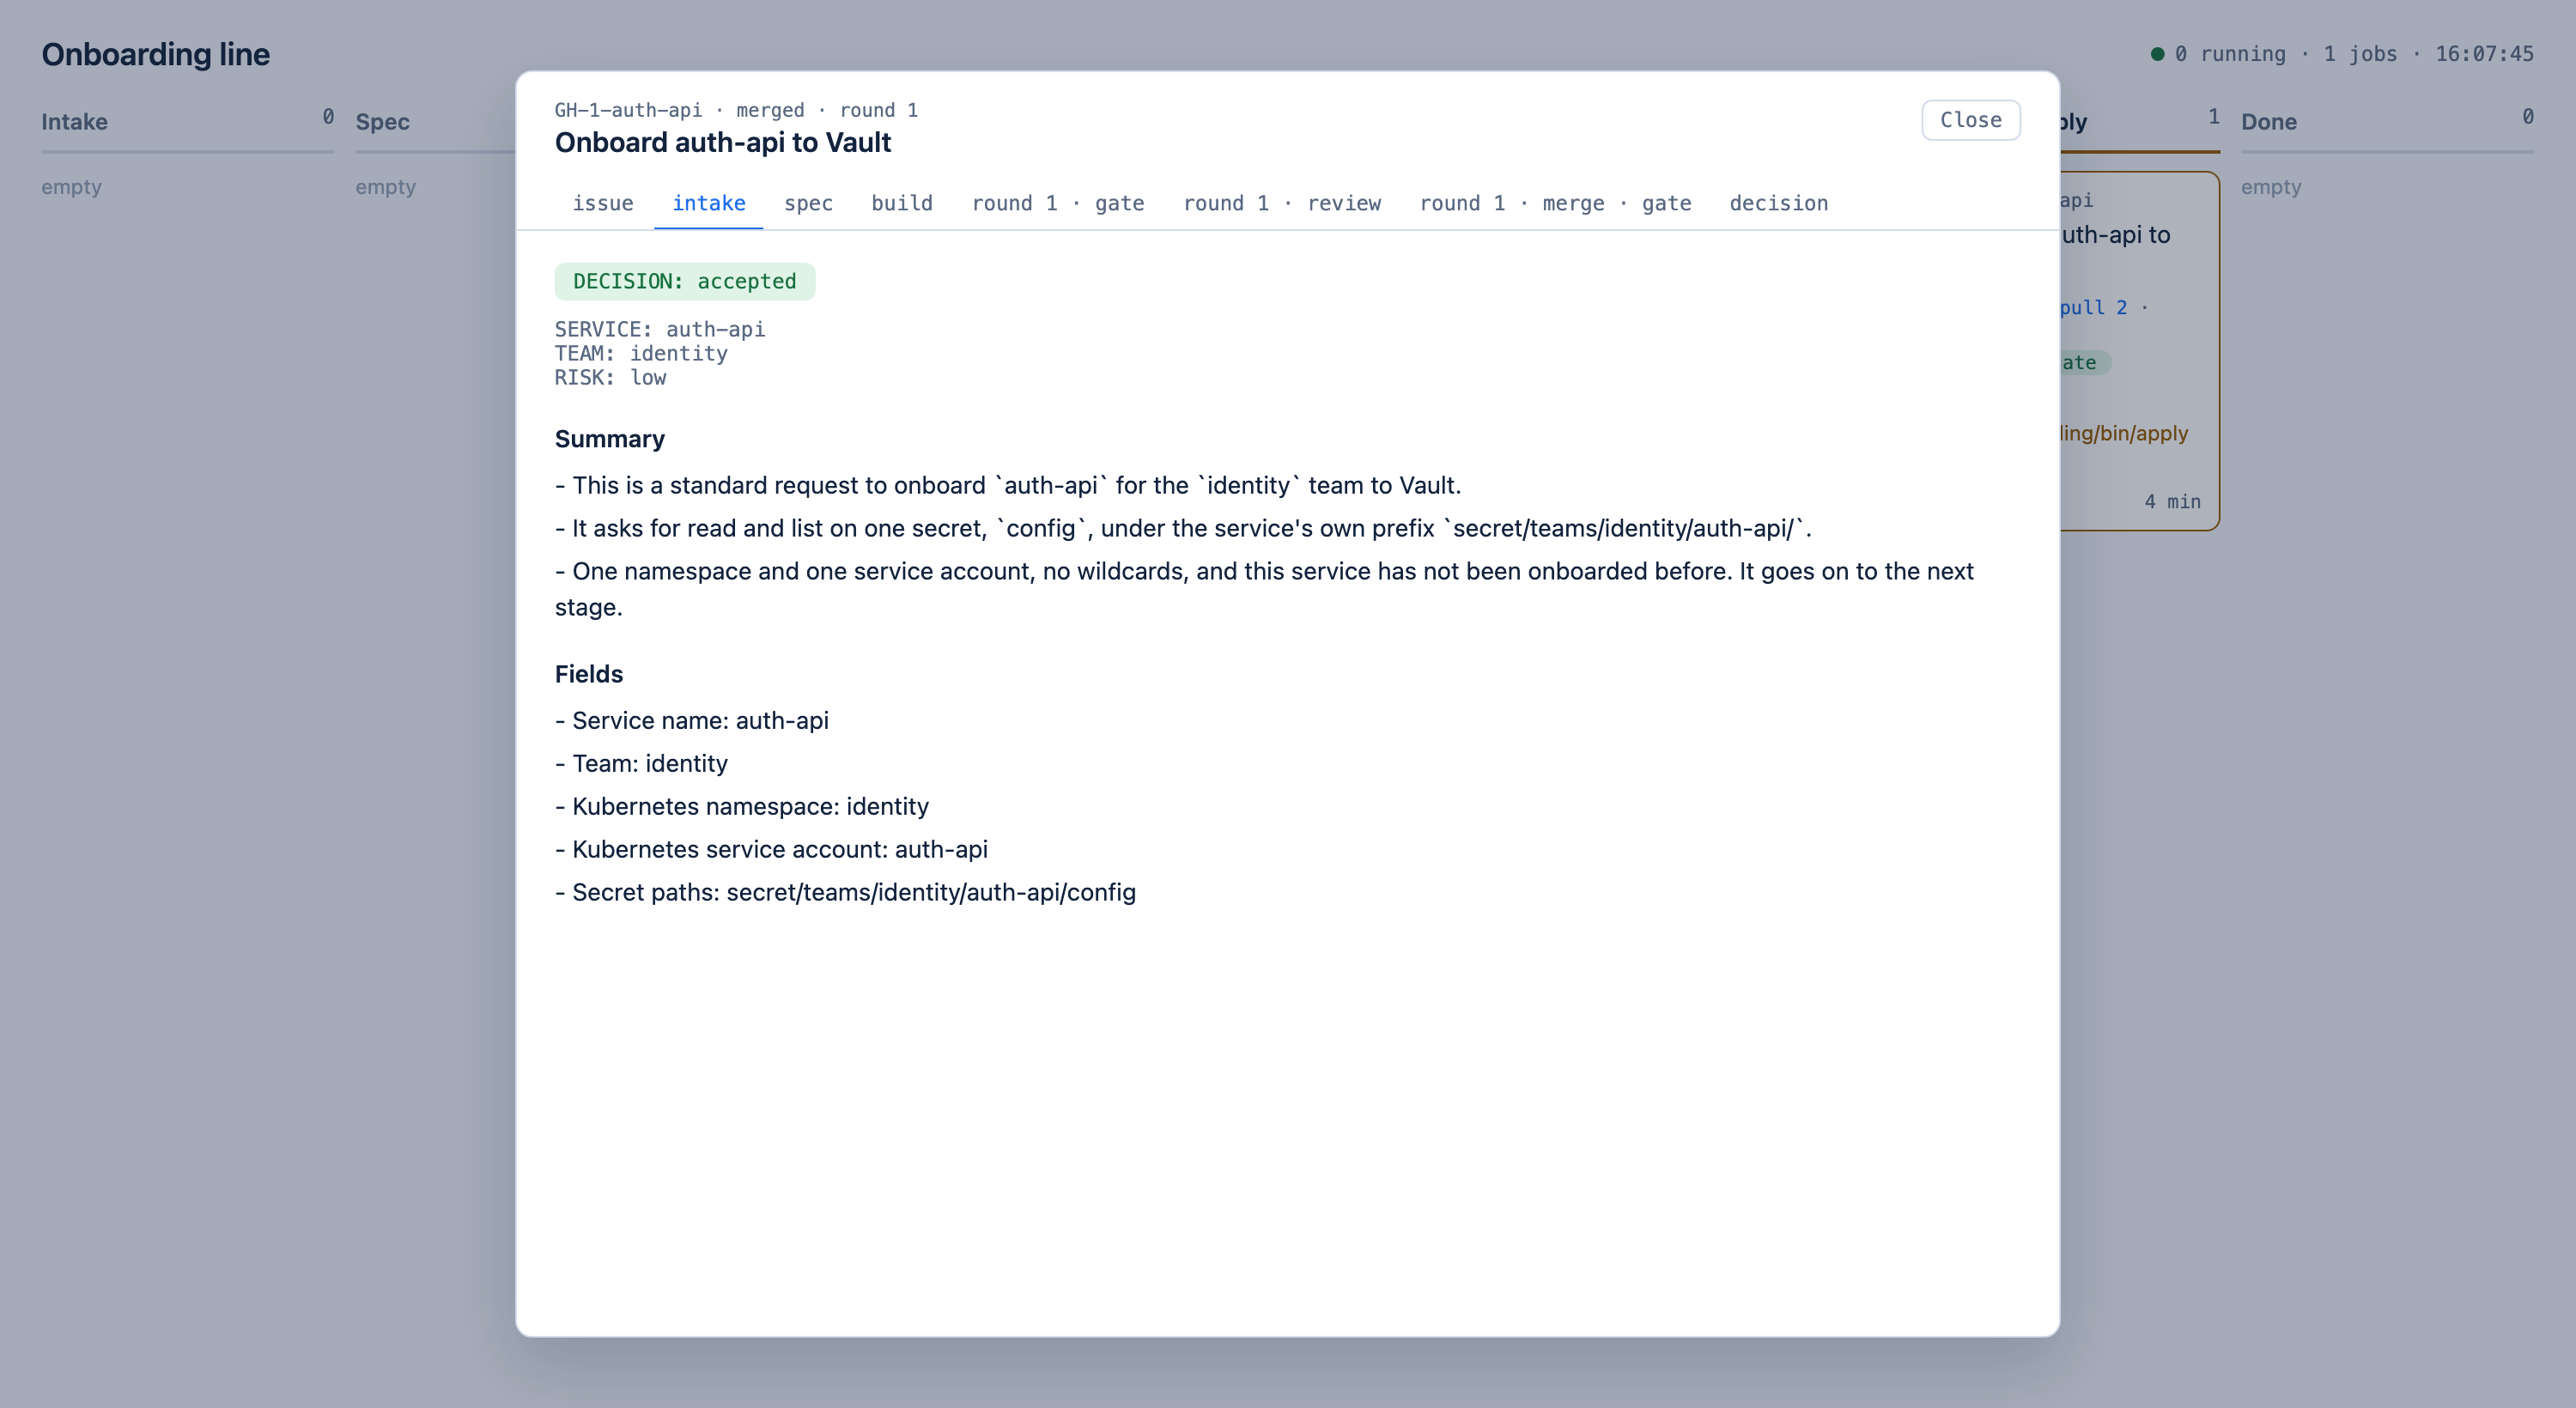 Onboarding line
0 running · 1 jobs · 16:07:45
Intake 0
Spec
1
Done 0
empty
empty
empty
GH-1-auth-api · merged · round 1
Onboard auth-api to Vault
Close
issue intake spec build round 1 · gate round 1 · review round 1 · merge · gate decision
DECISION: accepted
SERVICE: auth-api
TEAM: identity
RISK: low
Summary
- This is a standard request to onboard `auth-api` for the `identity` team to Vault.
- It asks for read and list on one secret, `config`, under the service's own prefix `secret/teams/identity/auth-api/`.
- One namespace and one service account, no wildcards, and this service has not been onboarded before. It goes on to the next
stage.
Fields
- Service name: auth-api
- Team: identity
- Kubernetes namespace: identity
- Kubernetes service account: auth-api
- Secret paths: secret/teams/identity/auth-api/config
api
uth-api to
pull 2 ·
ate
ling/bin/apply
4 min